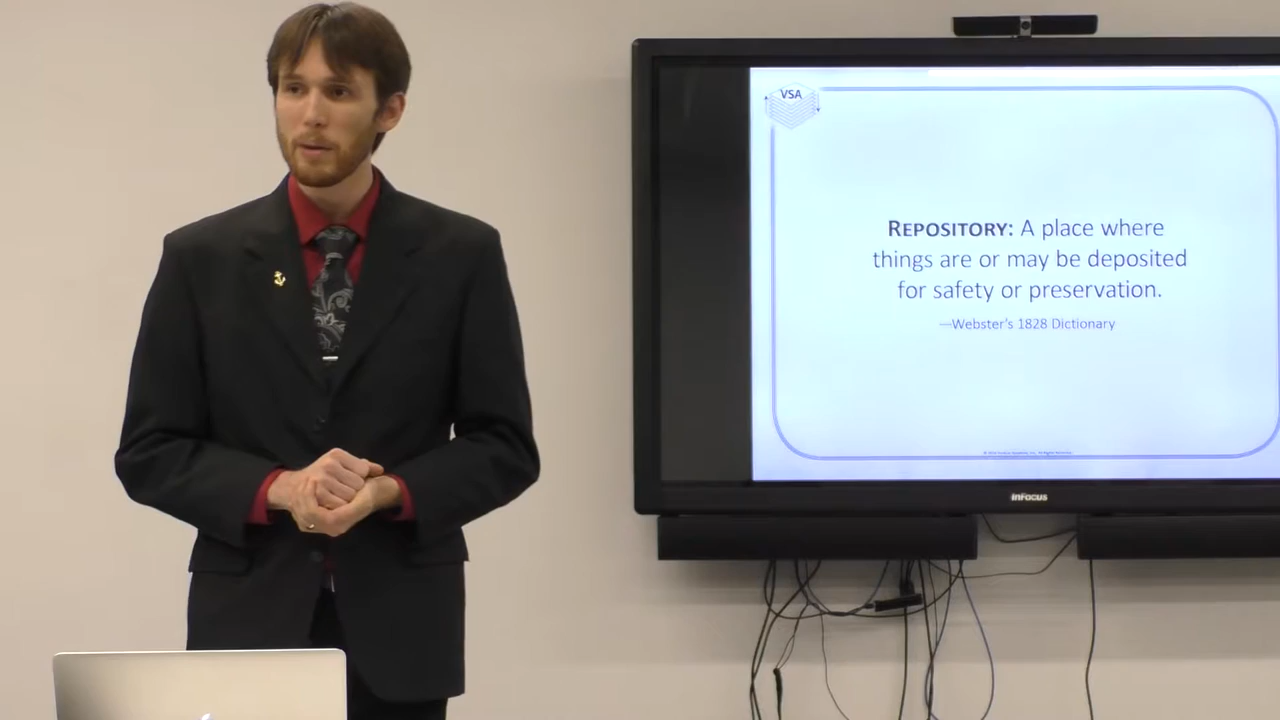 VSA
REPOSITORY: A place where
things are or may be deposited
for safety or preservation.
—Webster's 1828 Dictionary
InFocus